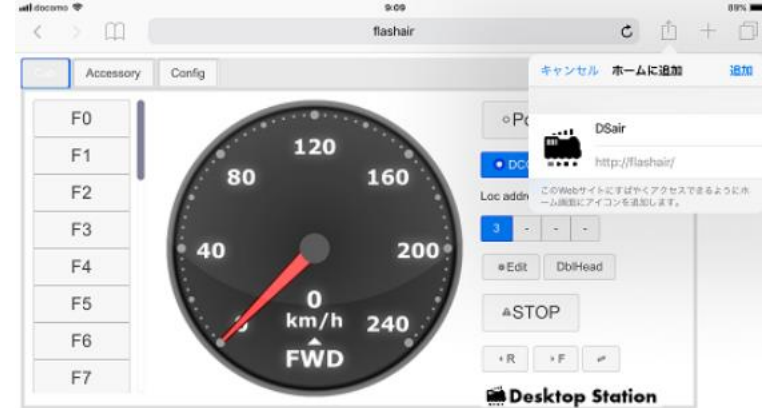 docomo
9:09
89%
flashair
キャンセル ホームに追加 追加
DSair
http://flashair/
このWebサイトにすばやくアクセスできるようにホ
ーム画面にアイコンを追加します。
Accessory
Config
F0
F1
F2
F3
F4
F5
F6
F7
0
40
80
120
160
200
240
0
km/h
FWD
Loc addr
3 - - -
Edit
DblHead
STOP
R
F
Desktop Station